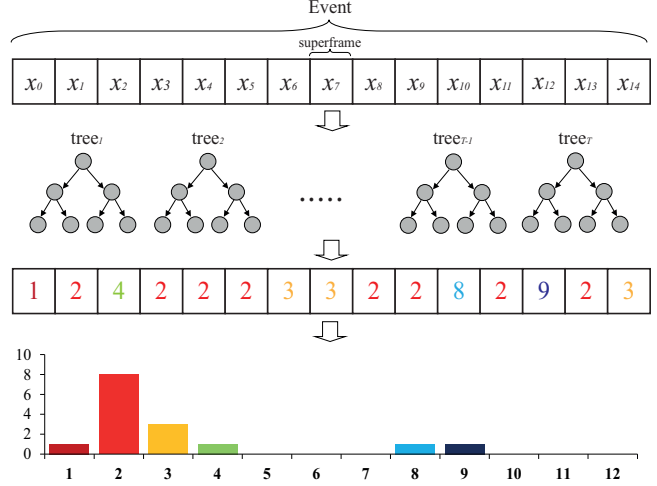 Event
superframe
x0 x1 x2 x3 x4 x5 x6 x7 x8 x9 x10 x11 x12 x13 x14
tree1 tree2 ..... treeT-1 treeT
1 2 4 2 2 2 3 3 2 2 8 2 9 2 3
10
8
6
4
2
0
1 2 3 4 5 6 7 8 9 10 11 12